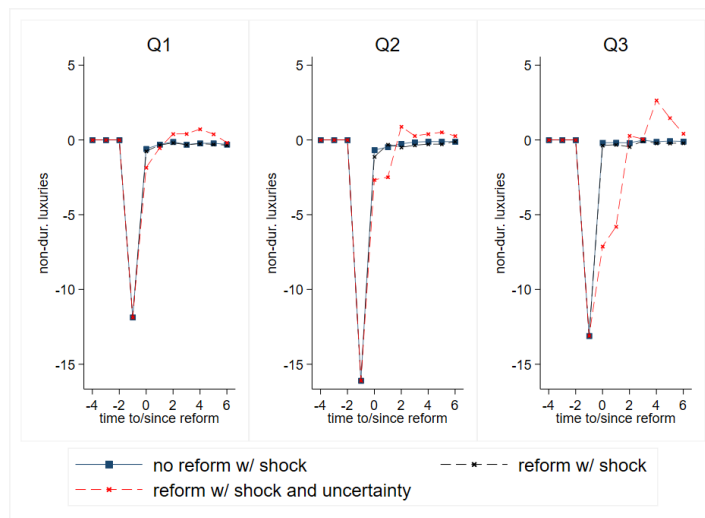 Q1 Q2 Q3
5 5 5
0 0 0
-5 -5 -5
-10 -10 -10
-15 -15 -15
non-dur. luxuries non-dur. luxuries non-dur. luxuries
-4 -2 0 2 4 6 -4 -2 0 2 4 6 -4 -2 0 2 4 6
time to/since reform time to/since reform time to/since reform
no reform w/ shock reform w/ shock
reform w/ shock and uncertainty